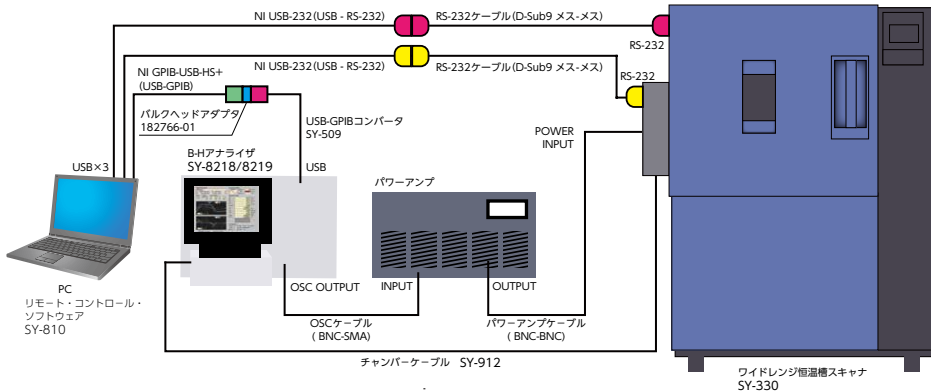 NI USB-232(USB - RS-232)
RS-232ケーブル(D-Sub9 メス-メス)
RS-232
NI USB-232(USB - RS-232)
RS-232ケーブル(D-Sub9 メス-メス)
RS-232
NI GPIB-USB-HS+
(USB-GPIB)
バルクヘッドアダプタ
182766-01
USB-GPIBコンバータ
SY-509
POWER
INPUT
B-Hアナライザ
SY-8218/8219
USB
USB×3
パワーアンプ
PC
リモート・コントロール・
ソフトウェア
SY-810
OSC OUTPUT
INPUT
OUTPUT
OSCケーブル
( BNC-SMA)
パワーアンプケーブル
( BNC-BNC)
チャンバーケーブル SY-912
ワイドレンジ恒温槽スキャナ
SY-330